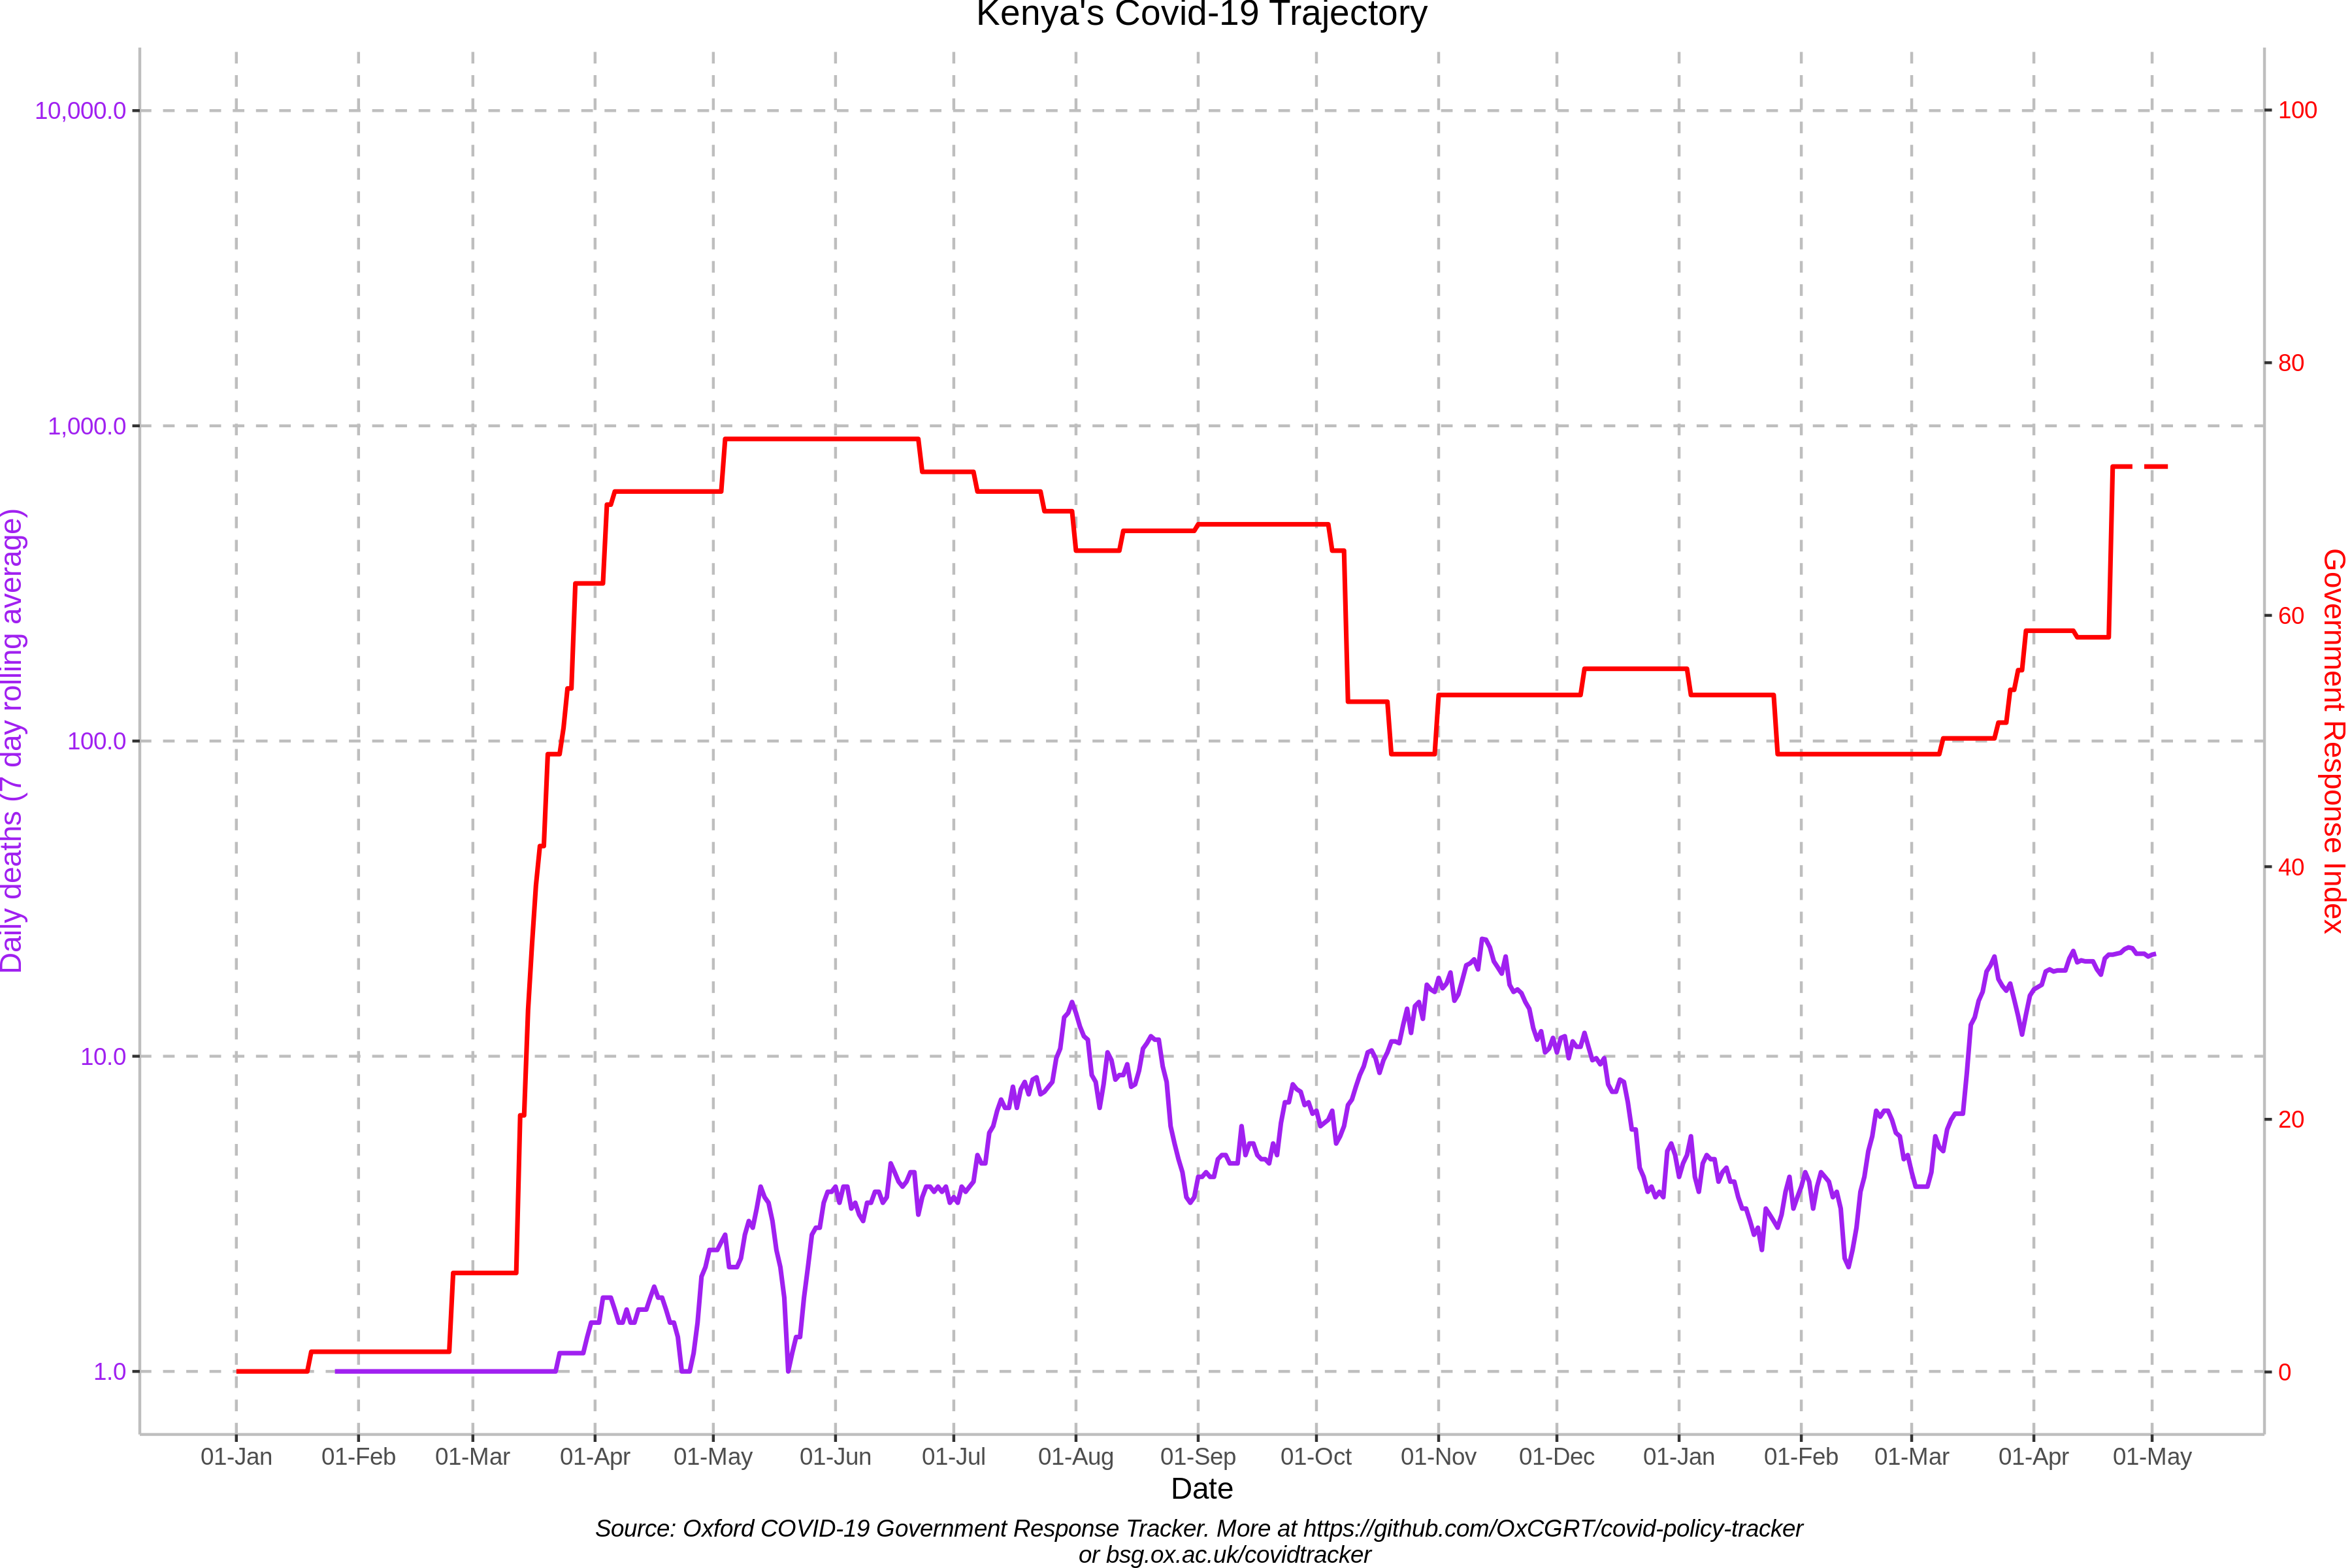 Kenya's Covid-19 Trajectory
10,000.0
1,000.0
100.0
10.0
1.0
Daily deaths (7 day rolling average)
100
80
60
40
20
0
Government Response Index
01-Jan 01-Feb 01-Mar 01-Apr 01-May 01-Jun 01-Jul 01-Aug 01-Sep 01-Oct 01-Nov 01-Dec 01-Jan 01-Feb 01-Mar 01-Apr 01-May
Date
Source: Oxford COVID-19 Government Response Tracker. More at https://github.com/OxCGRT/covid-policy-tracker
or bsg.ox.ac.uk/covidtracker